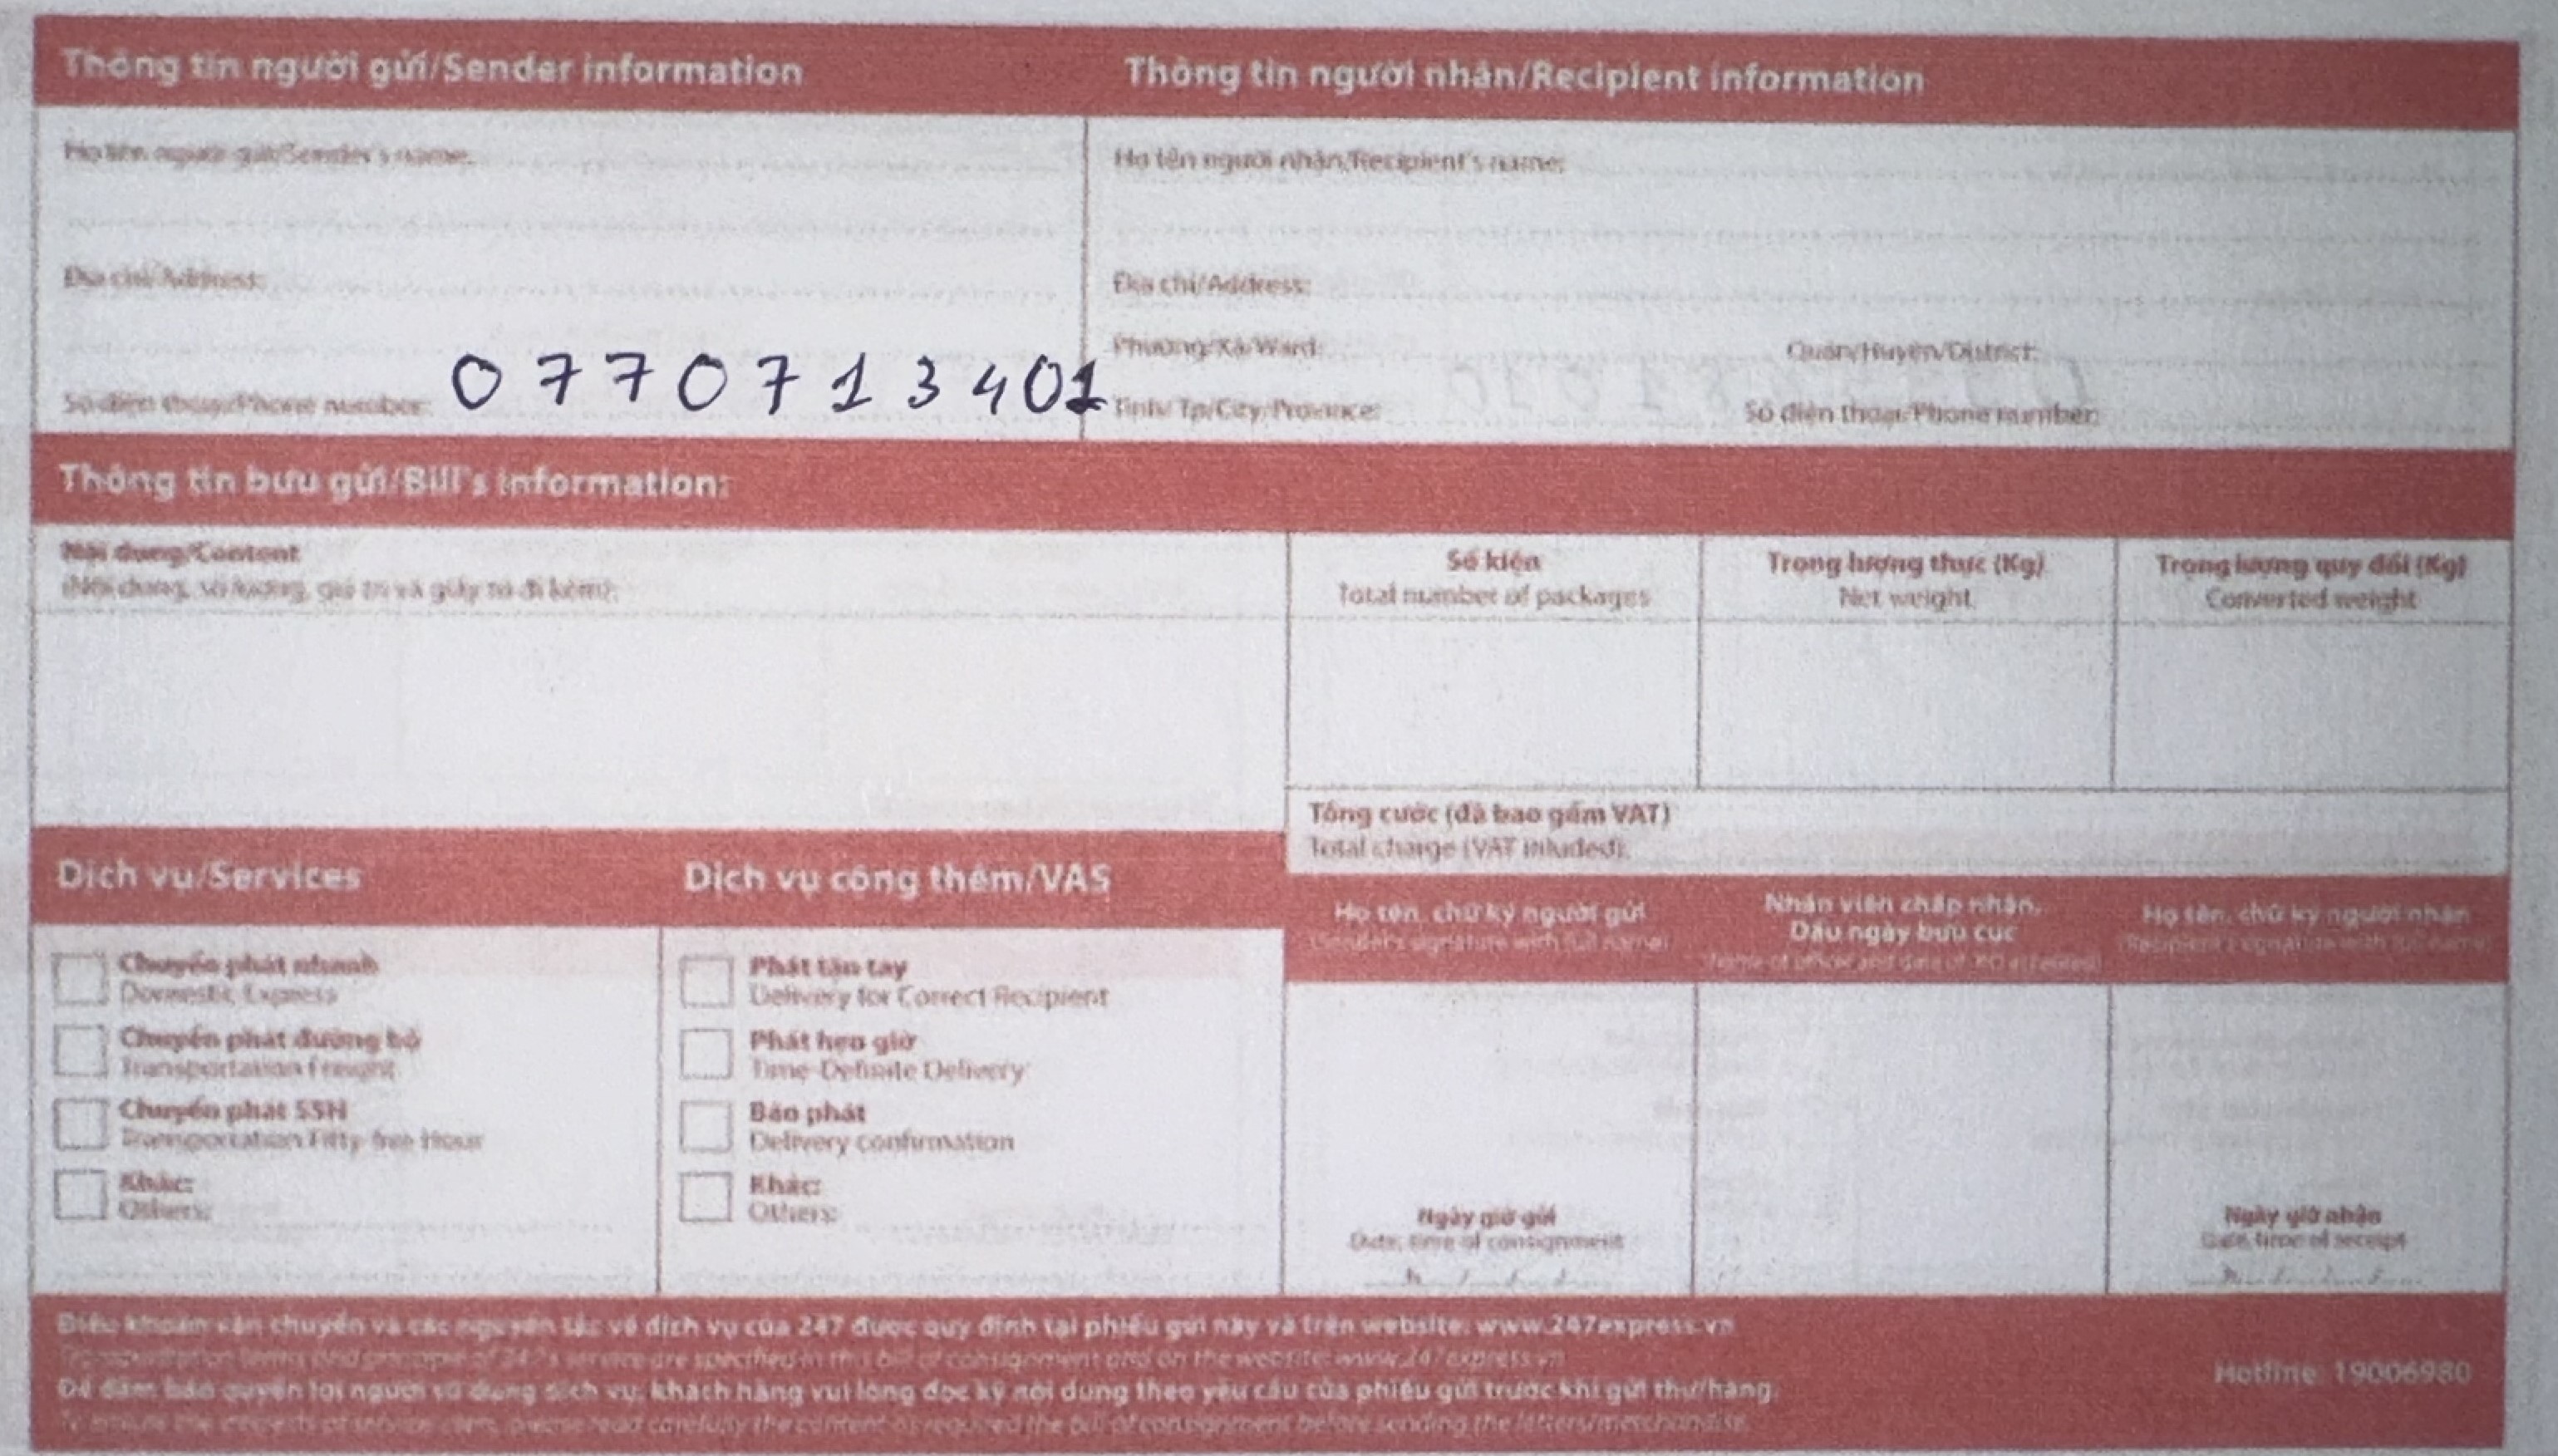 Thông tin người gửi/Sender information
Thông tin người nhận/Recipient information
Họ tên người gửi/Sender's name:
Họ tên người nhận/Recipient's name:
Địa chỉ/Address:
Địa chỉ/Address:
Phường/Xã/Ward:
Quận/Huyện/District:
Số điện thoại/Phone number: 0770713401
Tỉnh/Tp/City/Province:
Số điện thoại/Phone number:
Thông tin bưu gửi/Bill's information:
Nội dung/Content
(Nội dung, số lượng, giá trị và giấy tờ đi kèm):
Số kiện
Total number of packages
Trọng lượng thực (Kg)
Net weight
Trọng lượng quy đổi (Kg)
Converted weight
Tổng cước (đã bao gồm VAT)
Total charge (VAT inluded):
Dịch vụ/Services
Dịch vụ cộng thêm/VAS
Họ tên, chữ ký người gửi
(Sender's signature with full name)
Nhân viên chấp nhận,
Dấu ngày bưu cục
Họ tên, chữ ký người nhận
(Recipient's signature with full name)
Chuyển phát nhanh
Domestic Express
Chuyển phát đường bộ
Transportation Freight
Chuyển phát 55H
Transportation Fifty-five Hour
Khác:
Others:
Phát tận tay
Delivery for Correct Recipient
Phát hẹn giờ
Time-Definite Delivery
Báo phát
Delivery confirmation
Khác:
Others:
Ngày giờ gửi
Date, time of consignment
h / / /
Ngày giờ nhận
Date, time of receipt
h / / /
Điều khoản vận chuyển và các nguyên tắc về dịch vụ của 247 được quy định tại phiếu gửi này và trên website: www.247express.vn
Transportation terms and principle of 247's service are specified in this bill of consignment and on the website: www.247express.vn
Để đảm bảo quyền lợi người sử dụng dịch vụ, khách hàng vui lòng đọc kỹ nội dung theo yêu cầu của phiếu gửi trước khi gửi thư/hàng.
please read carefully the content as required the bill of consignment before sending the letters/merchandise.
Hotline: 19006980